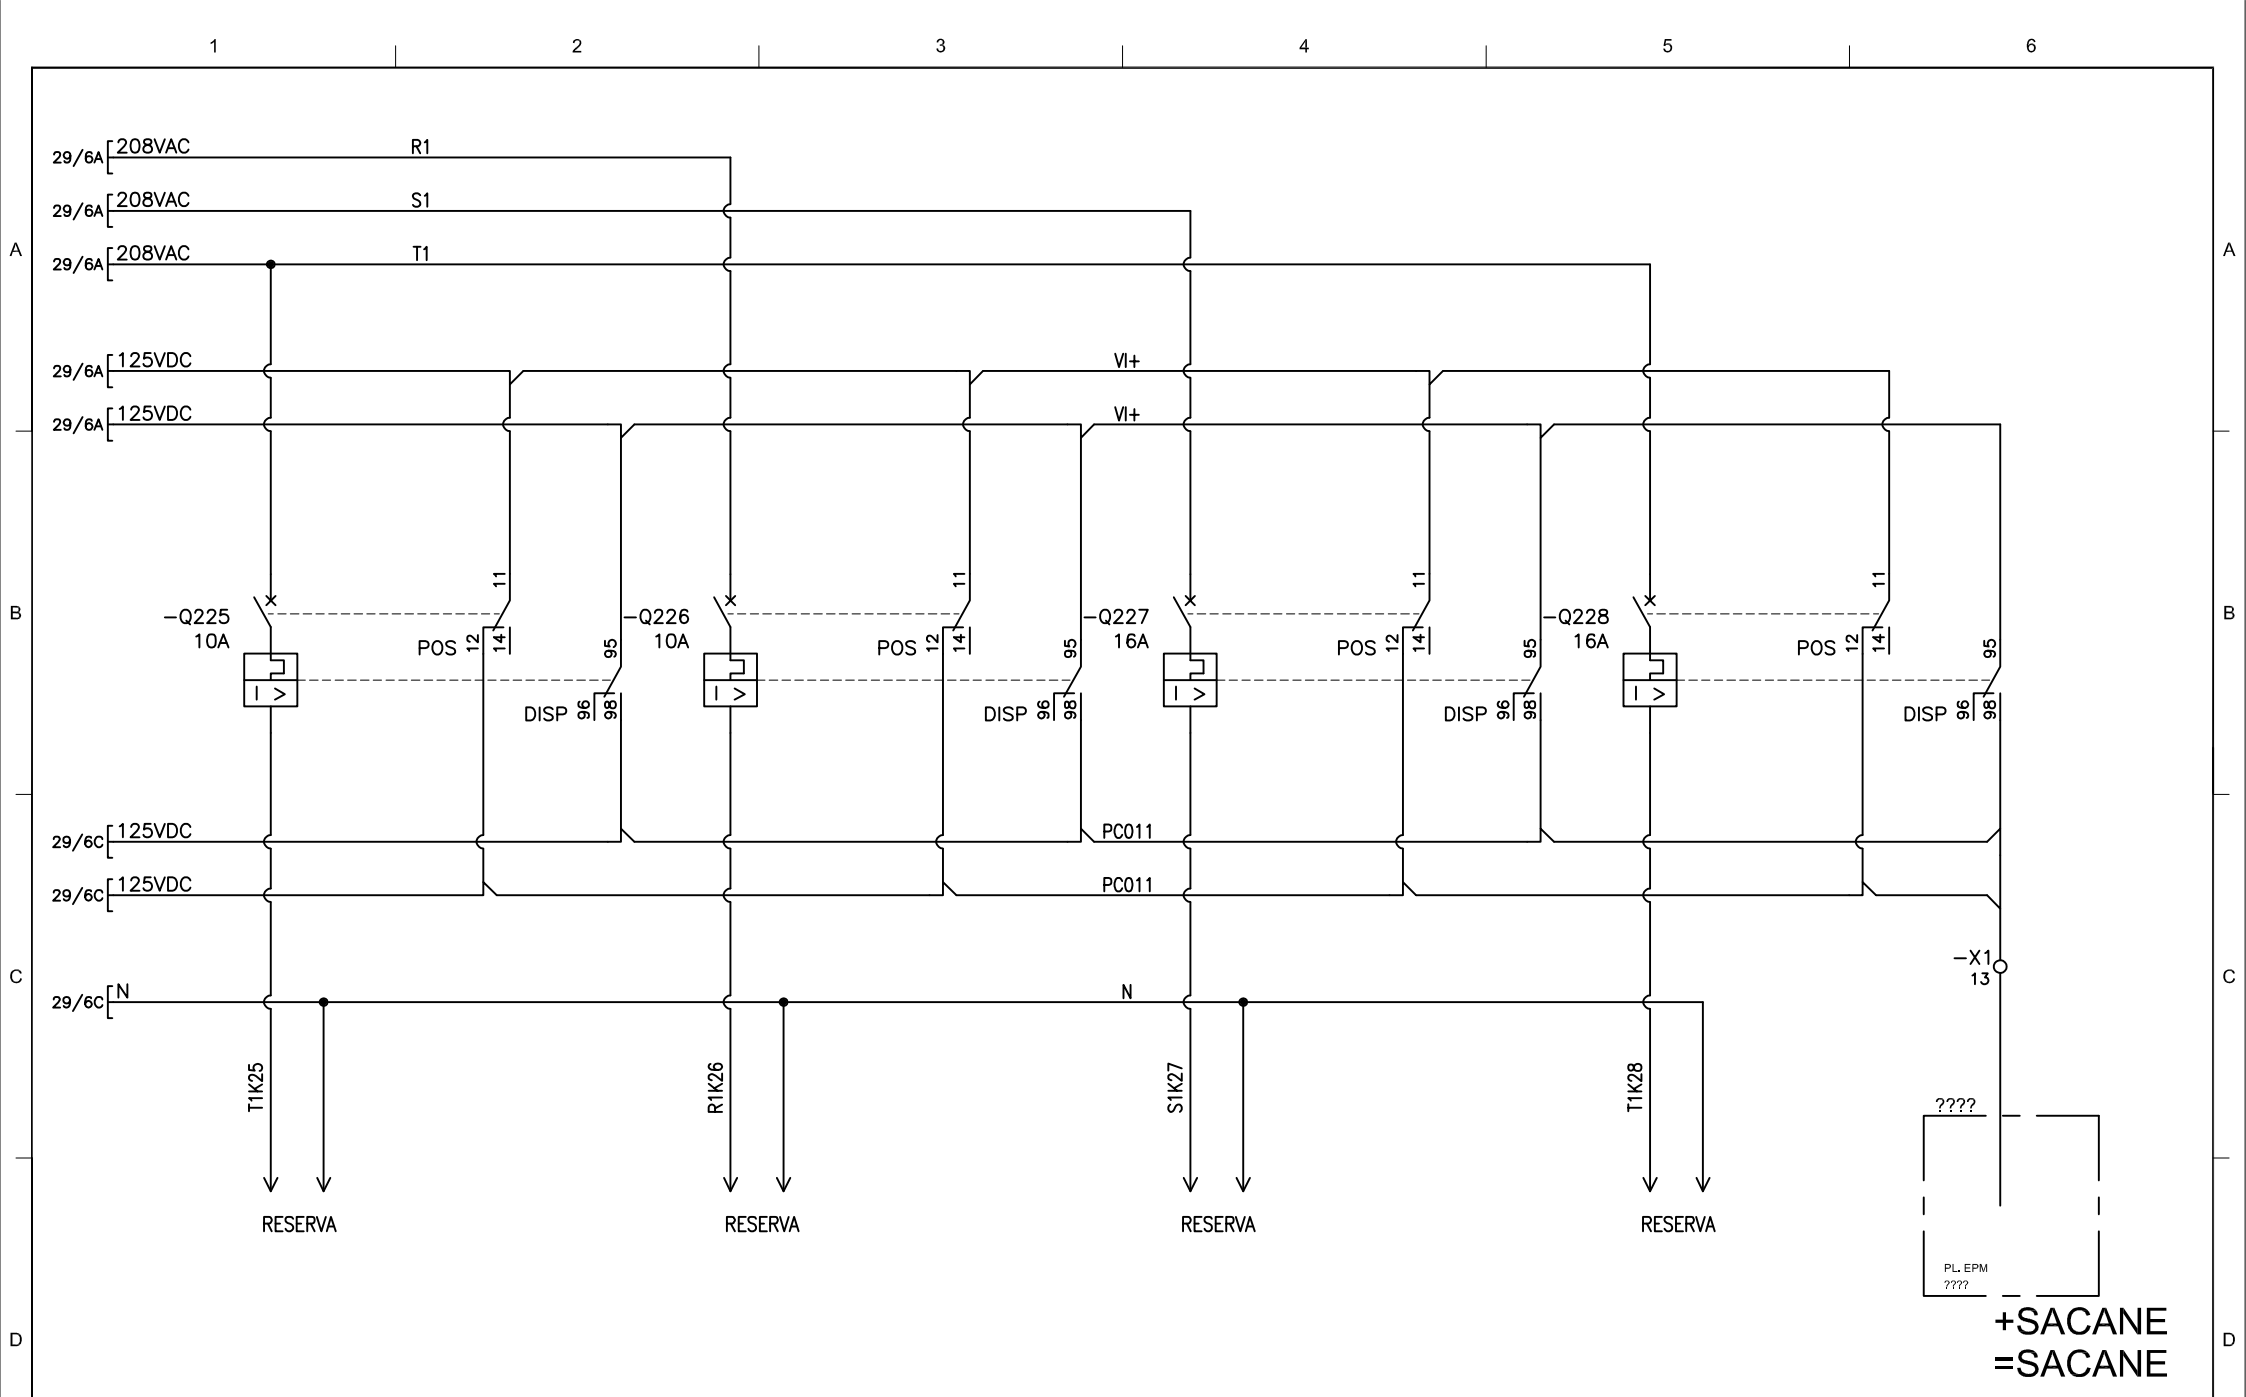 1 2 3 4 5 6
29/6A 208VAC R1
29/6A 208VAC S1
A 29/6A 208VAC T1 A
29/6A 125VDC VI+
29/6A 125VDC VI+
11 11 11 11
B -Q225 -Q226 -Q227 -Q228 B
10A 10A 16A 16A
POS 12 14 95 POS 12 14 95 POS 12 14 95 POS 12 14 95
I > I > I > I >
DISP 96 98 DISP 96 98 DISP 96 98 DISP 96 98
29/6C 125VDC PC011
29/6C 125VDC PC011
-X1
C 13 C
29/6C N N
T1K25 R1K26 S1K27 T1K28
????
RESERVA RESERVA RESERVA RESERVA
PL. EPM
????
+SACANE
D D
=SACANE